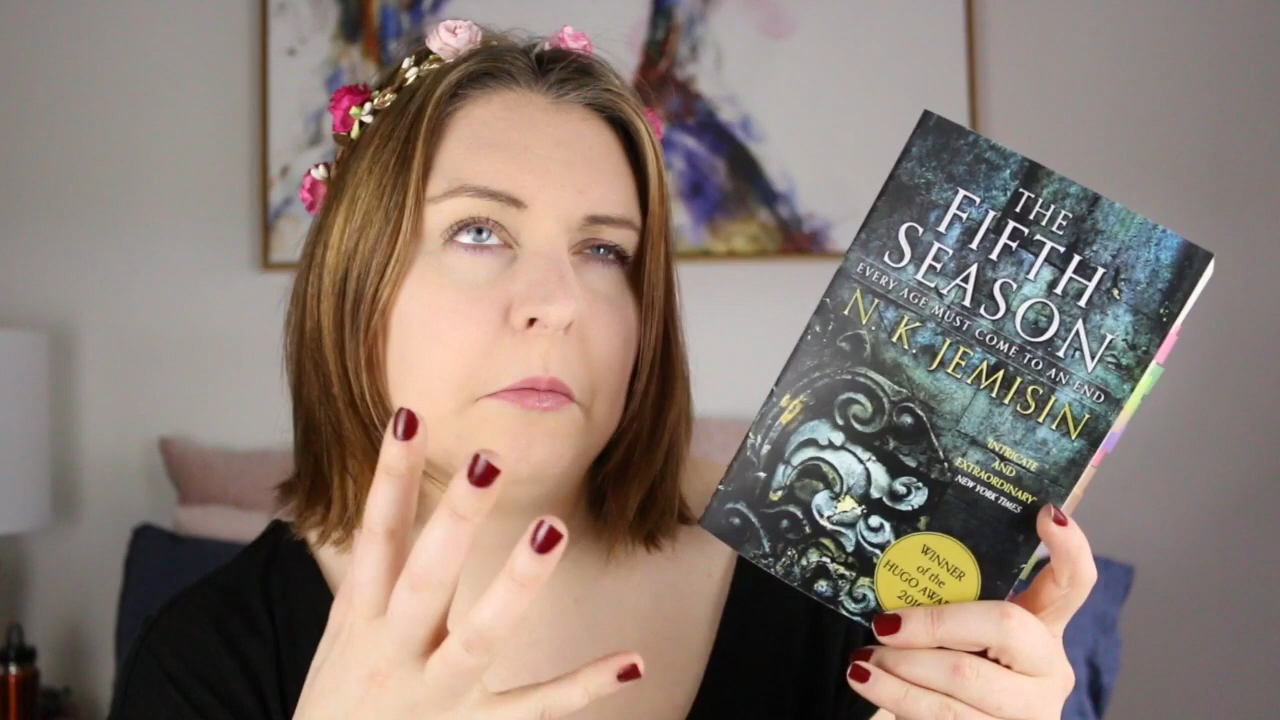 THE
FIFTH
SEASON
EVERY AGE MUST COME TO AN END
N. K. JEMISIN
'INTRICATE
AND
EXTRAORDINARY'
NEW YORK TIMES
WINNER
of the
HUGO